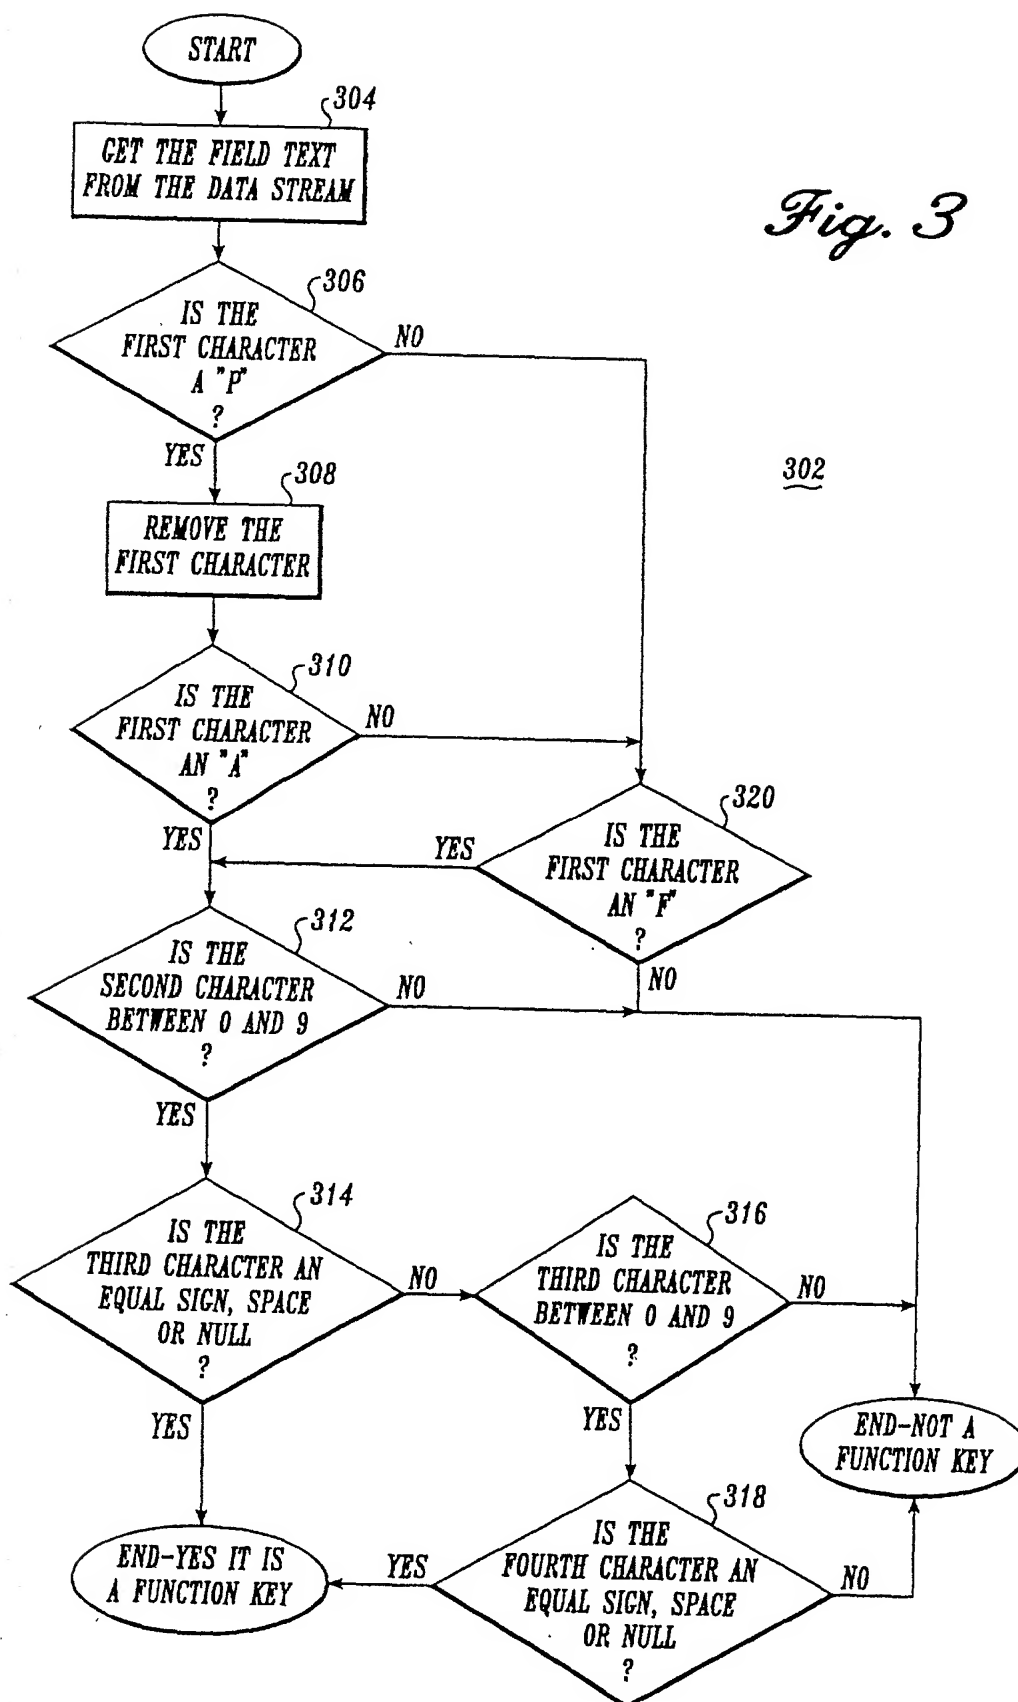 START
304
GET THE FIELD TEXT
FROM THE DATA STREAM
Fig. 3
306
IS THE
FIRST CHARACTER
A "P"
?
NO
YES
302
308
REMOVE THE
FIRST CHARACTER
310
IS THE
FIRST CHARACTER
AN "A"
?
NO
YES
320
IS THE
FIRST CHARACTER
AN "F"
?
YES
NO
312
IS THE
SECOND CHARACTER
BETWEEN 0 AND 9
?
NO
YES
314
IS THE
THIRD CHARACTER AN
EQUAL SIGN, SPACE
OR NULL
?
NO
YES
316
IS THE
THIRD CHARACTER
BETWEEN 0 AND 9
?
NO
YES
END-NOT A
FUNCTION KEY
318
IS THE
FOURTH CHARACTER AN
EQUAL SIGN, SPACE
OR NULL
?
YES
NO
END-YES IT IS
A FUNCTION KEY